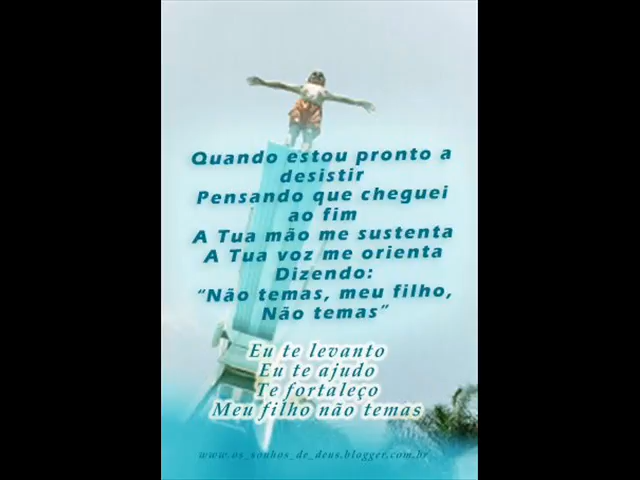 Quando estou pronto a
desistir
Pensando que cheguei
ao fim
A Tua mão me sustenta
A Tua voz me orienta
Dizendo:
“Não temas, meu filho,
Não temas”
Eu te levanto
Eu te ajudo
Te fortaleço
Meu filho não temas
www.os_sonhos_de_deus.blogger.com.br